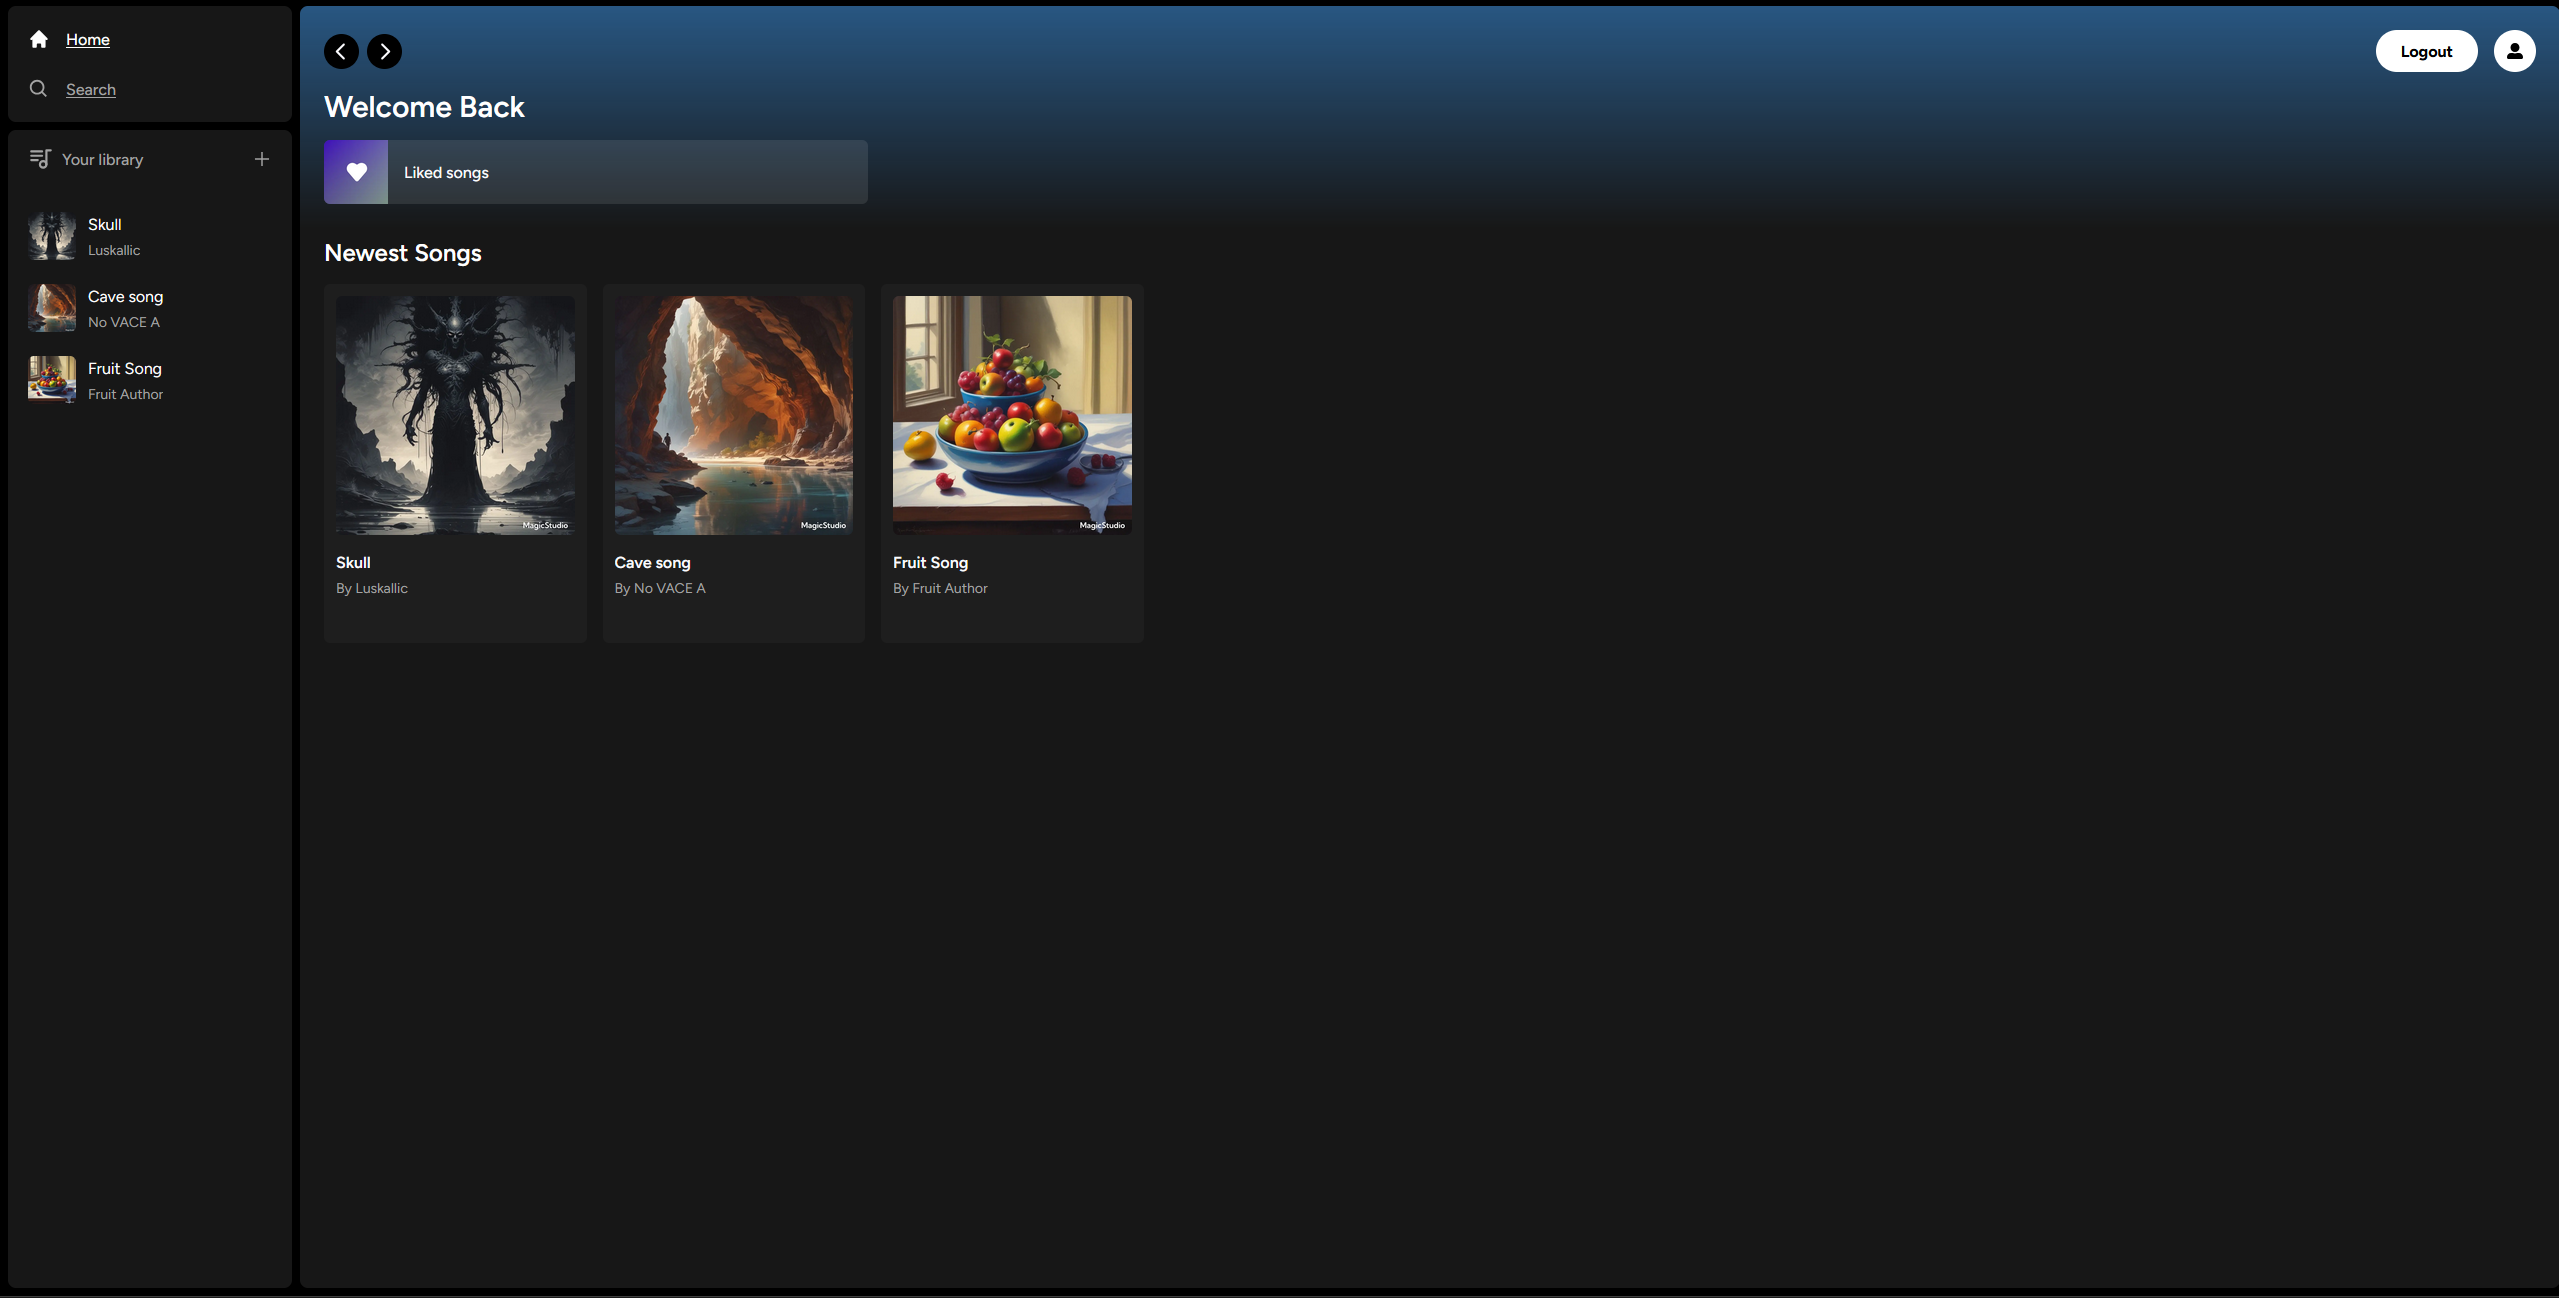 Home
Search
Your library
Skull
Luskallic
Cave song
No VACE A
Fruit Song
Fruit Author
Logout
Welcome Back
Liked songs
Newest Songs
MagicStudio
Skull
By Luskallic
MagicStudio
Cave song
By No VACE A
MagicStudio
Fruit Song
By Fruit Author